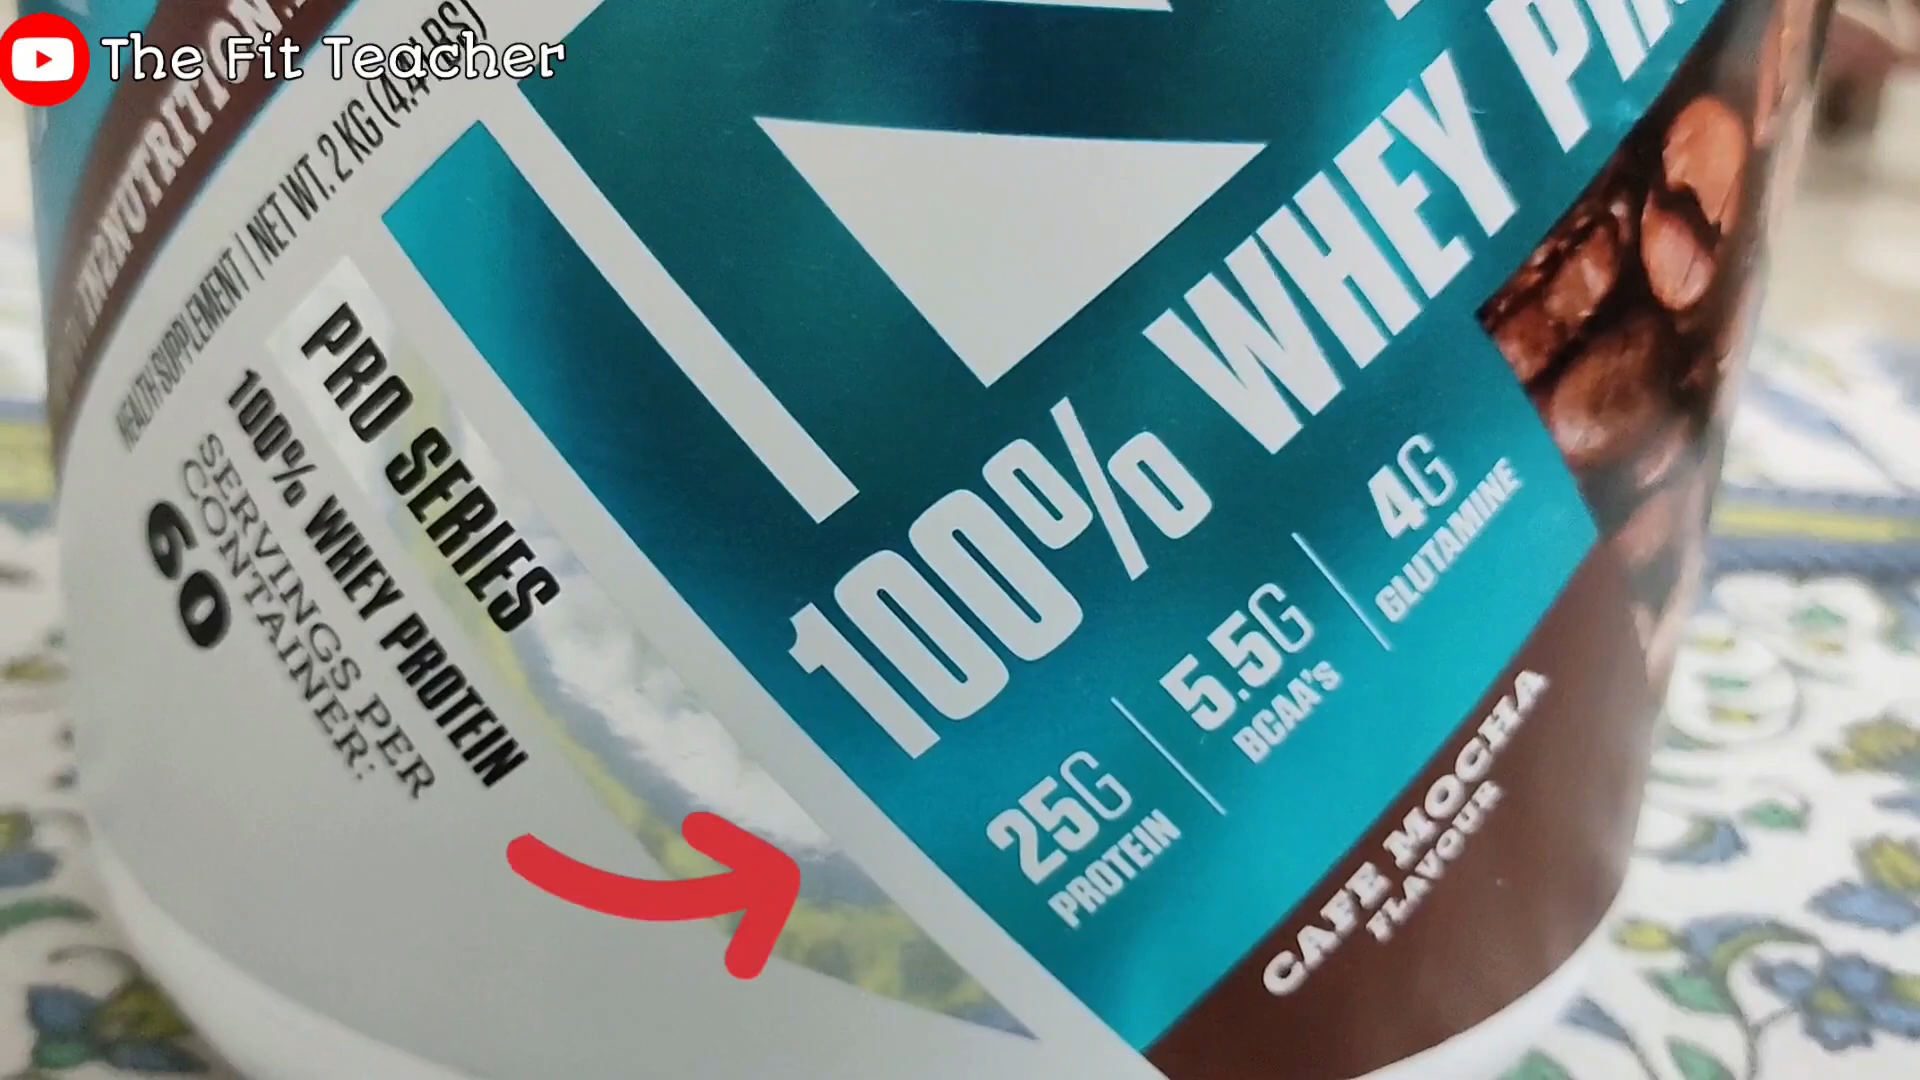 The Fit Teacher
IN2NUTRITION
HEALTH SUPPLEMENT | NET WT. 2 KG (4.4 LBS)
PRO SERIES
100% WHEY PROTEIN
SERVINGS PER
CONTAINER:
60
100% WHEY
25G
PROTEIN
5.5G
BCAA's
4G
GLUTAMINE
CAFE MOCHA
FLAVOUR